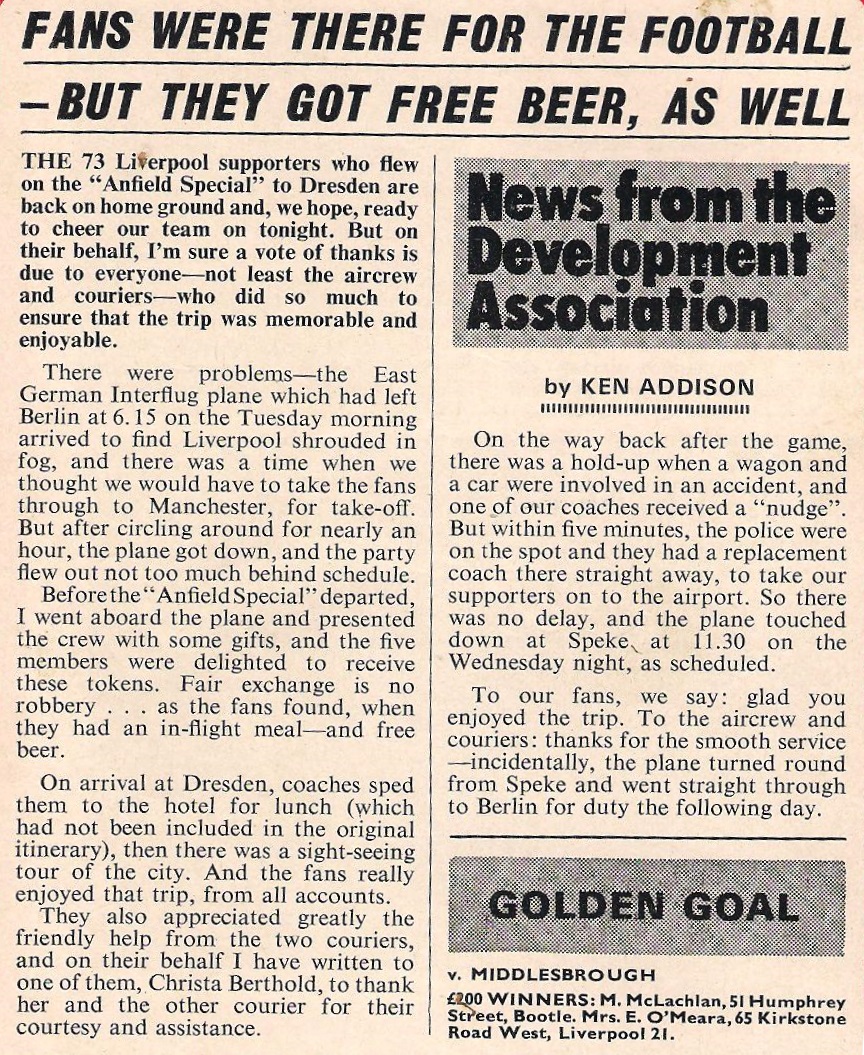 FANS WERE THERE FOR THE FOOTBALL
—BUT THEY GOT FREE BEER, AS WELL
THE 73 Liverpool supporters who flew
on the “Anfield Special” to Dresden are
back on home ground and, we hope, ready
to cheer our team on tonight. But on
their behalf, I’m sure a vote of thanks is
due to everyone—not least the aircrew
and couriers—who did so much to
ensure that the trip was memorable and
enjoyable.
There were problems—the East
German Interflug plane which had left
Berlin at 6.15 on the Tuesday morning
arrived to find Liverpool shrouded in
fog, and there was a time when we
thought we would have to take the fans
through to Manchester, for take-off.
But after circling around for nearly an
hour, the plane got down, and the party
flew out not too much behind schedule.
Before the “Anfield Special” departed,
I went aboard the plane and presented
the crew with some gifts, and the five
members were delighted to receive
these tokens. Fair exchange is no
robbery . . . as the fans found, when
they had an in-flight meal—and free
beer.
On arrival at Dresden, coaches sped
them to the hotel for lunch (which
had not been included in the original
itinerary), then there was a sight-seeing
tour of the city. And the fans really
enjoyed that trip, from all accounts.
They also appreciated greatly the
friendly help from the two couriers,
and on their behalf I have written to
one of them, Christa Berthold, to thank
her and the other courier for their
courtesy and assistance.
News from the
Development
Association
by KEN ADDISON
On the way back after the game,
there was a hold-up when a wagon and
a car were involved in an accident, and
one of our coaches received a “nudge”.
But within five minutes, the police were
on the spot and they had a replacement
coach there straight away, to take our
supporters on to the airport. So there
was no delay, and the plane touched
down at Speke at 11.30 on the
Wednesday night, as scheduled.
To our fans, we say: glad you
enjoyed the trip. To the aircrew and
couriers: thanks for the smooth service
—incidentally, the plane turned round
from Speke and went straight through
to Berlin for duty the following day.
GOLDEN GOAL
v. MIDDLESBROUGH
£200 WINNERS: M. McLachlan, 51 Humphrey
Street, Bootle. Mrs. E. O’Meara, 65 Kirkstone
Road West, Liverpool 21.